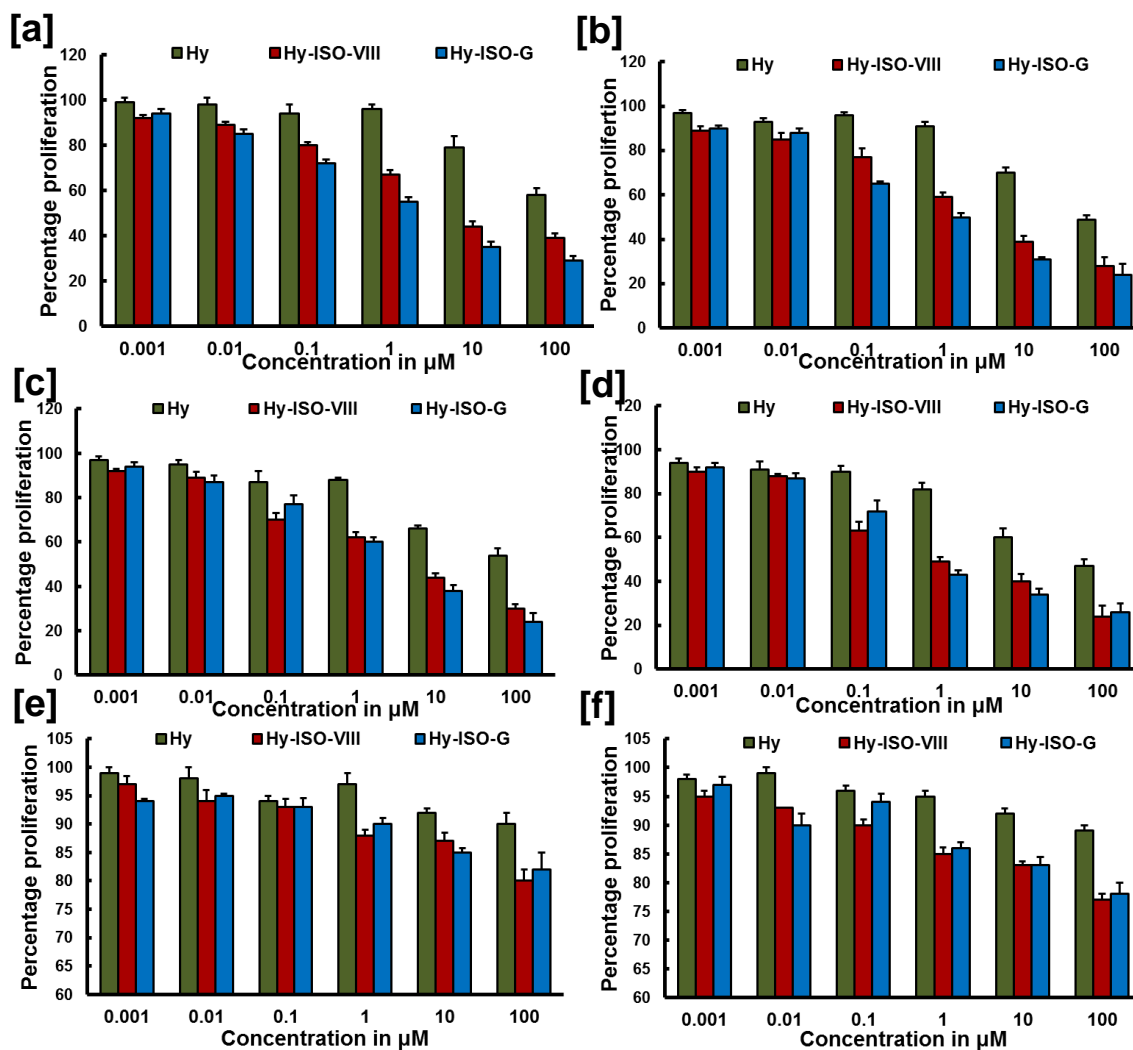 [a]
Hy Hy-ISO-VIII Hy-ISO-G
Percentage proliferation
120
100
80
60
40
20
0
0.001 0.01 0.1 1 10 100
Concentration in µM
[b]
Hy Hy-ISO-VIII Hy-ISO-G
Percentage prolifertion
120
100
80
60
40
20
0
0.001 0.01 0.1 1 10 100
Concentration in µM
[c]
Hy Hy-ISO-VIII Hy-ISO-G
Percentage proliferation
120
100
80
60
40
20
0
0.001 0.01 0.1 1 10 100
Concentration in µM
[d]
Hy Hy-ISO-VIII Hy-ISO-G
Percentage proliferation
120
100
80
60
40
20
0
0.001 0.01 0.1 1 10 100
Concentration in µM
[e]
Hy Hy-ISO-VIII Hy-ISO-G
Percentage proliferation
105
100
95
90
85
80
75
70
65
60
0.001 0.01 0.1 1 10 100
Concentration in µM
[f]
Hy Hy-ISO-VIII Hy-ISO-G
Percentage proliferation
105
100
95
90
85
80
75
70
65
60
0.001 0.01 0.1 1 10 100
Concentration in µM